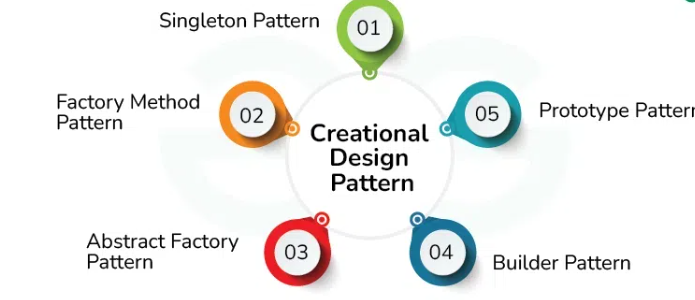 Singleton Pattern
01
Factory Method
Pattern
02
Creational
Design
Pattern
05
Prototype Pattern
Abstract Factory
Pattern
03
04
Builder Pattern